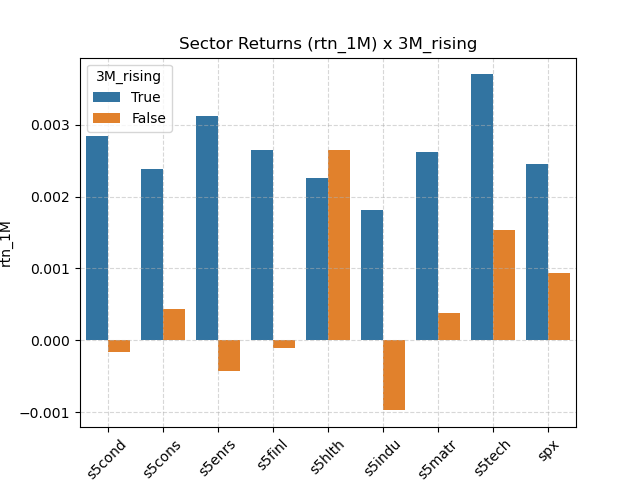 Sector Returns (rtn_1M) x 3M_rising
3M_rising
True
False
rtn_1M
0.003
0.002
0.001
0.000
−0.001
s5cond
s5cons
s5enrs
s5finl
s5hlth
s5indu
s5matr
s5tech
spx